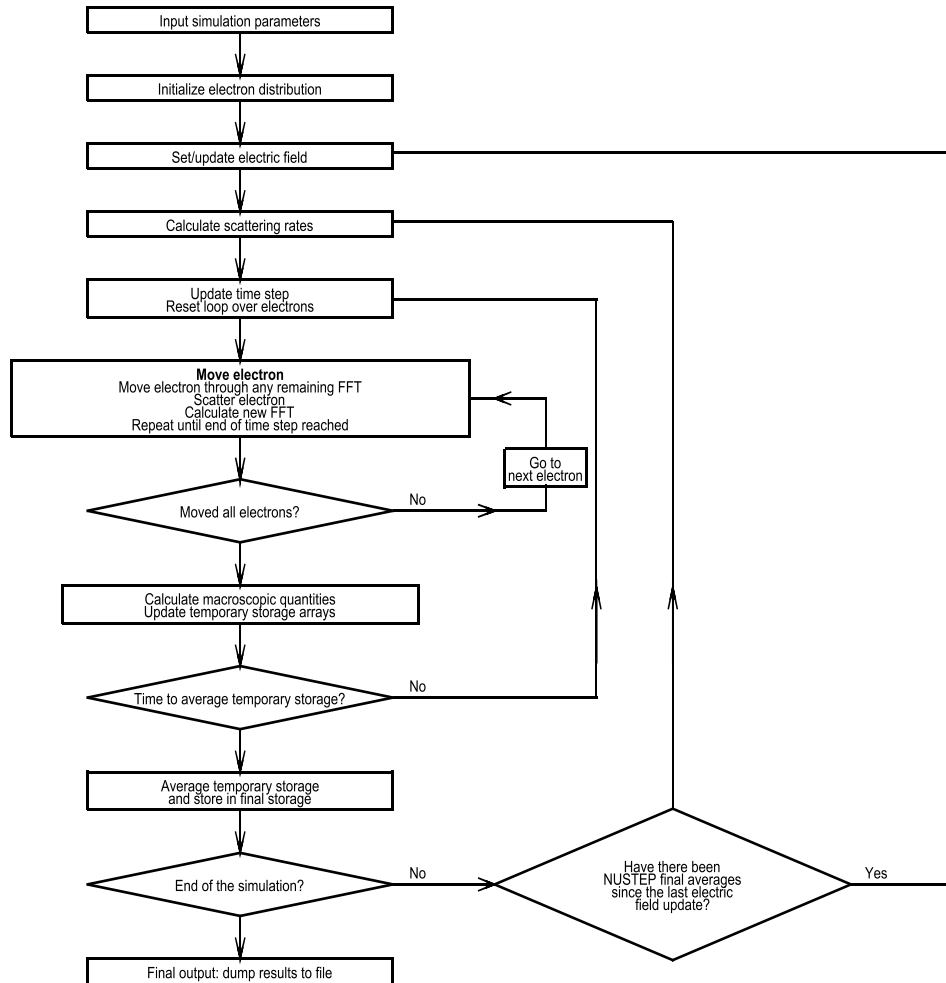 Input simulation parameters
Initialize electron distribution
Set/update electric field
Calculate scattering rates
Update time step
Reset loop over electrons
Move electron
Move electron through any remaining FFT
Scatter electron
Calculate new FFT
Repeat until end of time step reached
Go to
next electron
Moved all electrons?
No
Calculate macroscopic quantities
Update temporary storage arrays
Time to average temporary storage?
No
Average temporary storage
and store in final storage
End of the simulation?
No
Have there been
NUSTEP final averages
since the last electric
field update?
Yes
Final output: dump results to file